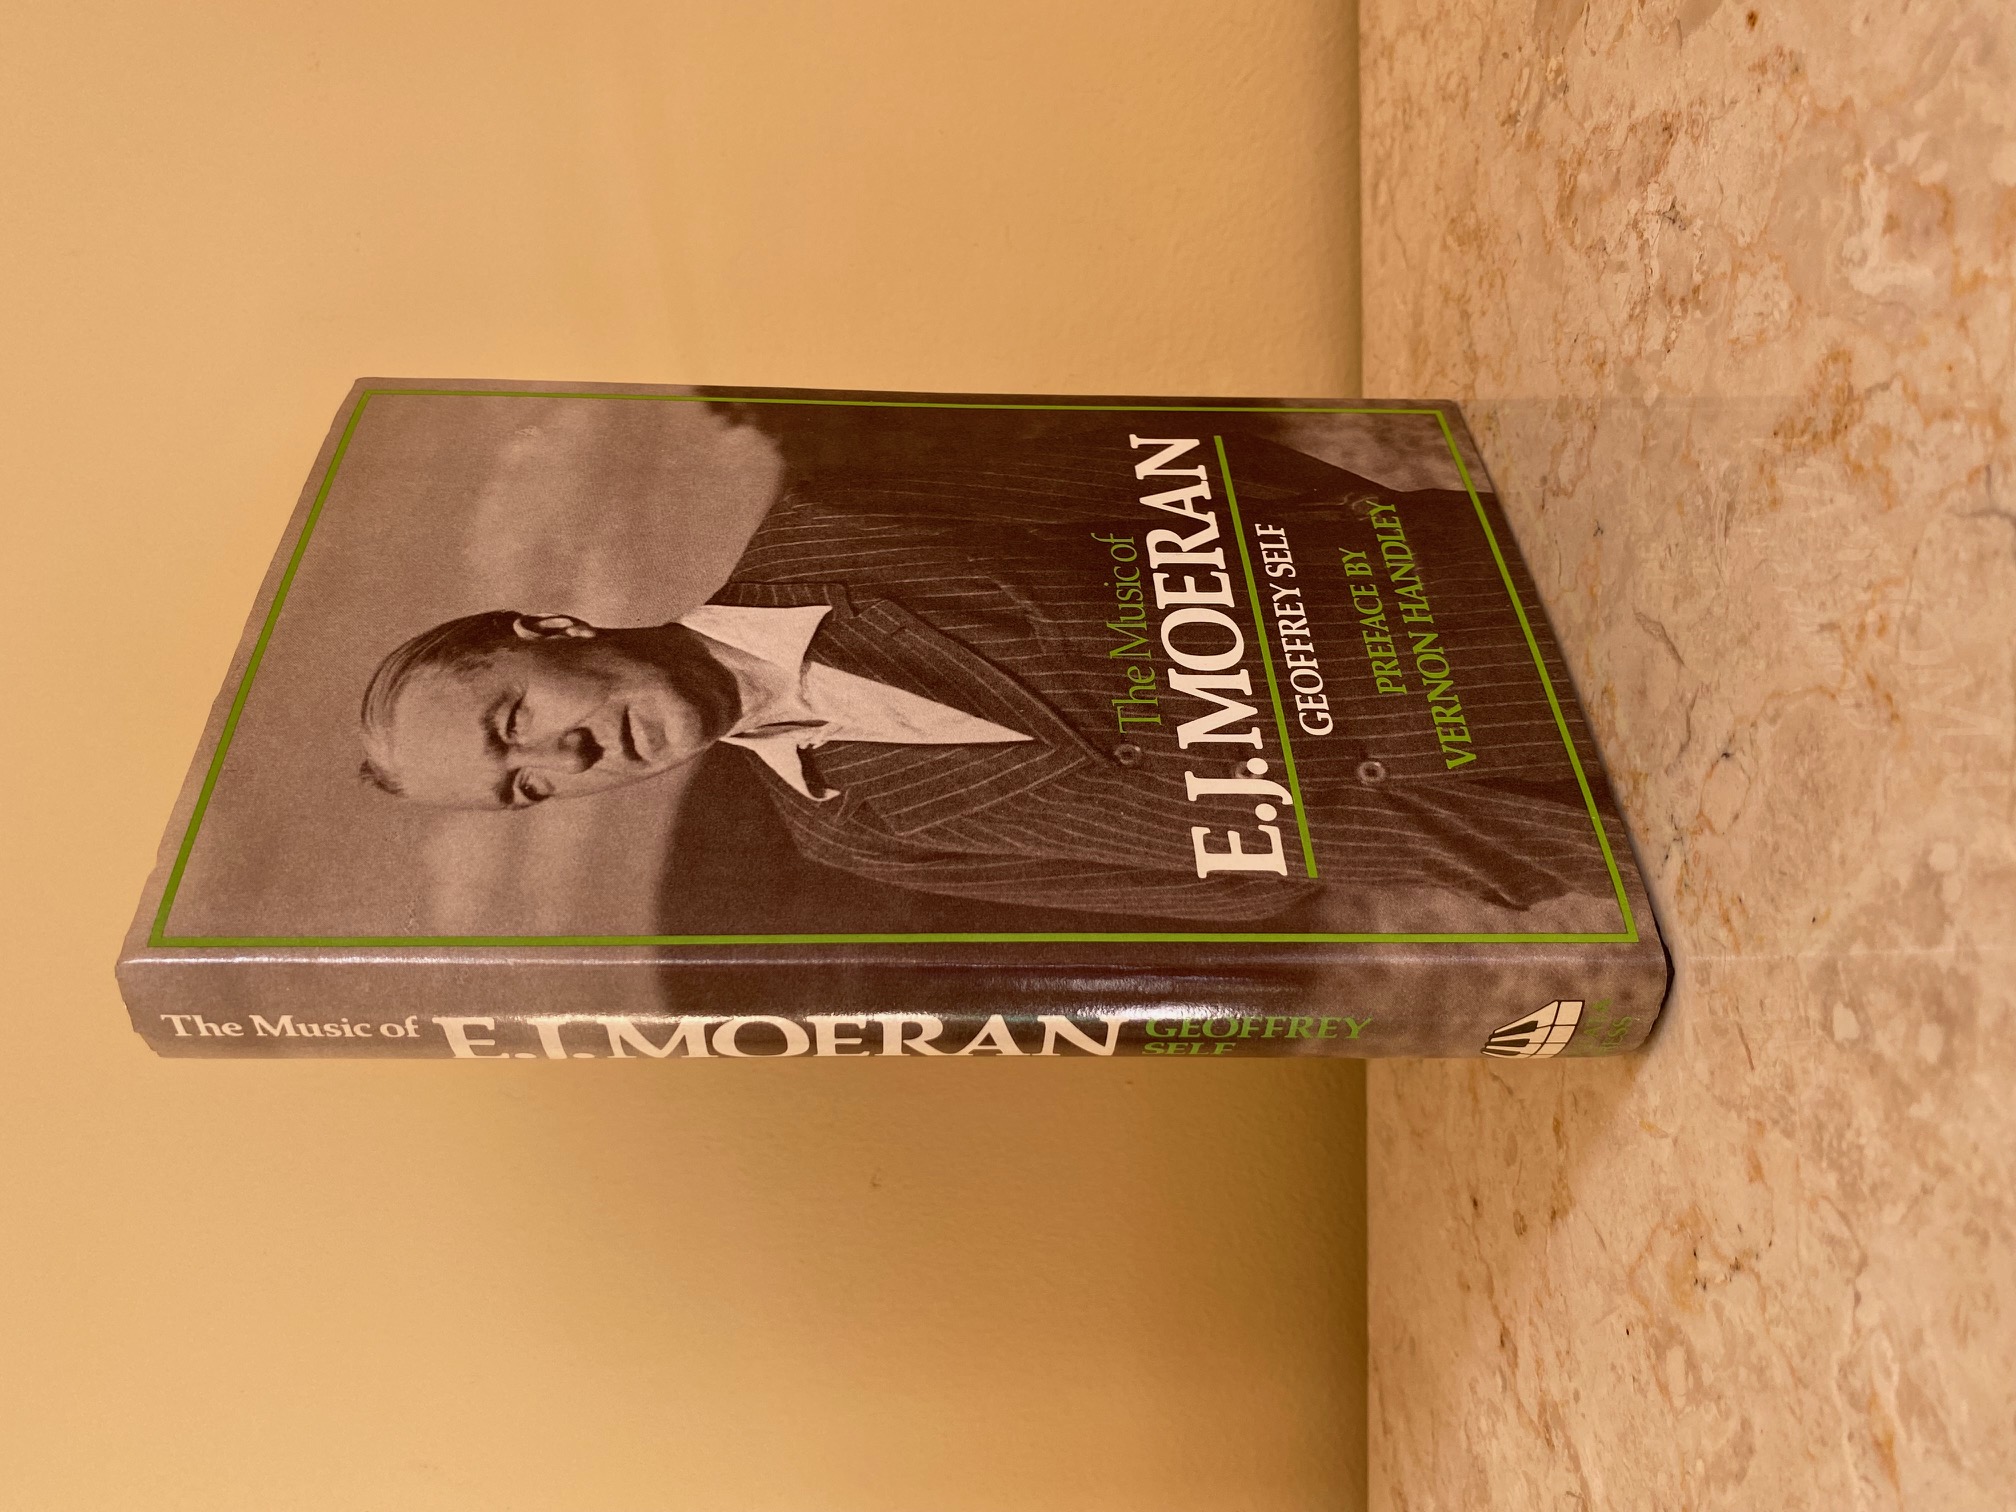 The Music of
E.J. MOERAN
GEOFFREY SELF
PREFACE BY
VERNON HANDLEY
The Music of
E.J. MOERAN
GEOFFREY
SELF